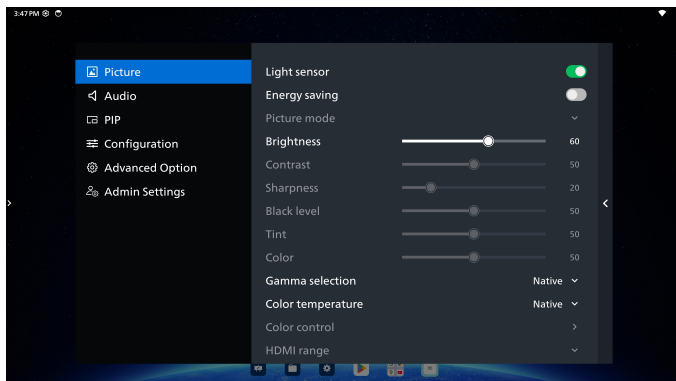 3:47 PM
Picture
Audio
PIP
Configuration
Advanced Option
Admin Settings
Light sensor
Energy saving
Picture mode
Brightness 60
Contrast 50
Sharpness 20
Black level 50
Tint 50
Color 50
Gamma selection Native
Color temperature Native
Color control
HDMI range